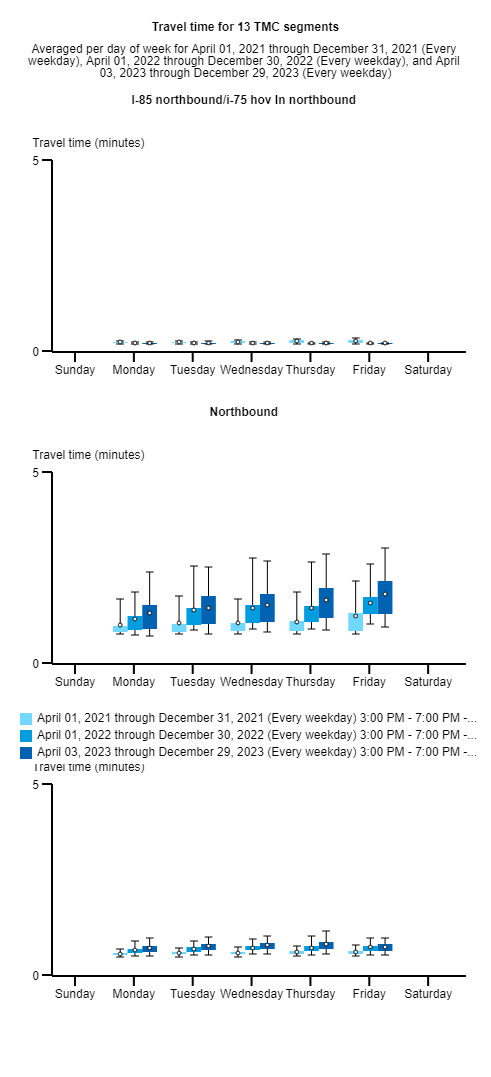 Travel time for 13 TMC segments
Averaged per day of week for April 01, 2021 through December 31, 2021 (Every
weekday), April 01, 2022 through December 30, 2022 (Every weekday), and April
03, 2023 through December 29, 2023 (Every weekday)
I-85 northbound/i-75 hov ln northbound
Travel time (minutes)
5
0
Sunday Monday Tuesday Wednesday Thursday Friday Saturday
Northbound
Travel time (minutes)
5
0
Sunday Monday Tuesday Wednesday Thursday Friday Saturday
April 01, 2021 through December 31, 2021 (Every weekday) 3:00 PM - 7:00 PM -...
April 01, 2022 through December 30, 2022 (Every weekday) 3:00 PM - 7:00 PM -...
April 03, 2023 through December 29, 2023 (Every weekday) 3:00 PM - 7:00 PM -...
Travel time (minutes)
5
0
Sunday Monday Tuesday Wednesday Thursday Friday Saturday